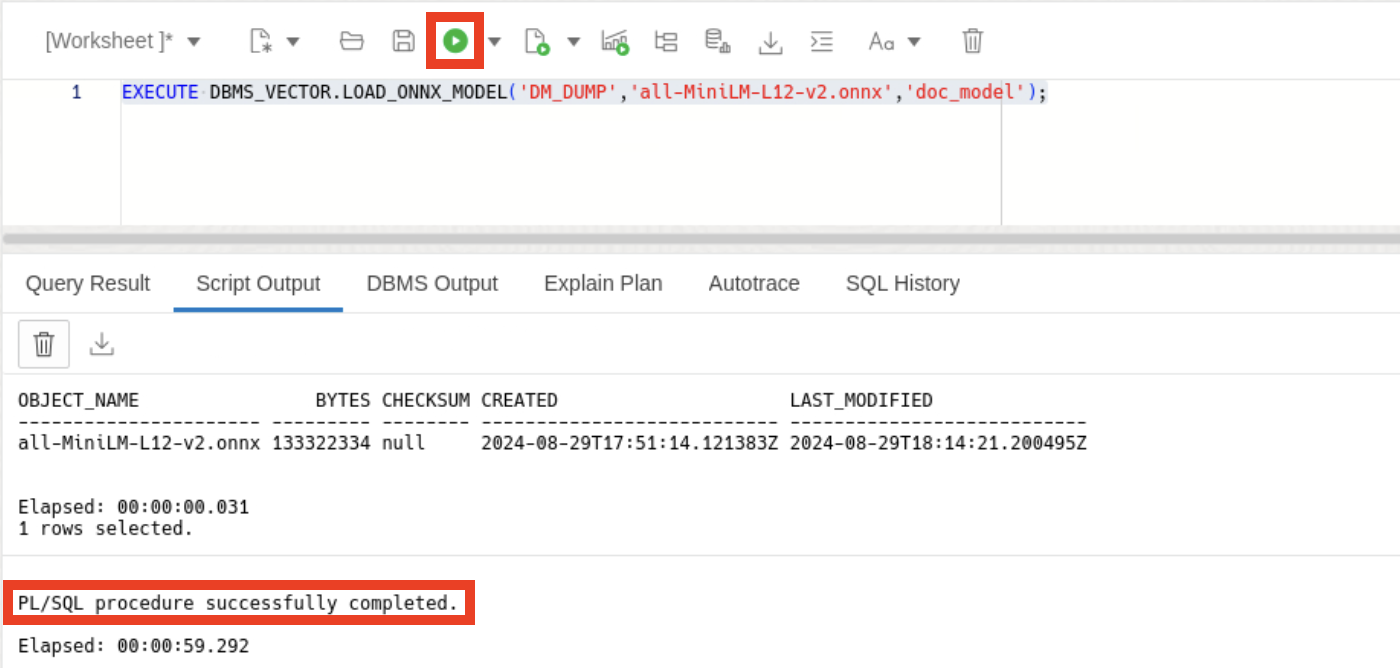 [Worksheet ]*
Aa
1 EXECUTE DBMS_VECTOR.LOAD_ONNX_MODEL('DM_DUMP','all-MiniLM-L12-v2.onnx','doc_model');
Query Result Script Output DBMS Output Explain Plan Autotrace SQL History
OBJECT_NAME BYTES CHECKSUM CREATED LAST_MODIFIED
---------------------- --------- -------- --------------------------- ---------------------------
all-MiniLM-L12-v2.onnx 133322334 null 2024-08-29T17:51:14.121383Z 2024-08-29T18:14:21.200495Z
Elapsed: 00:00:00.031
1 rows selected.
PL/SQL procedure successfully completed.
Elapsed: 00:00:59.292